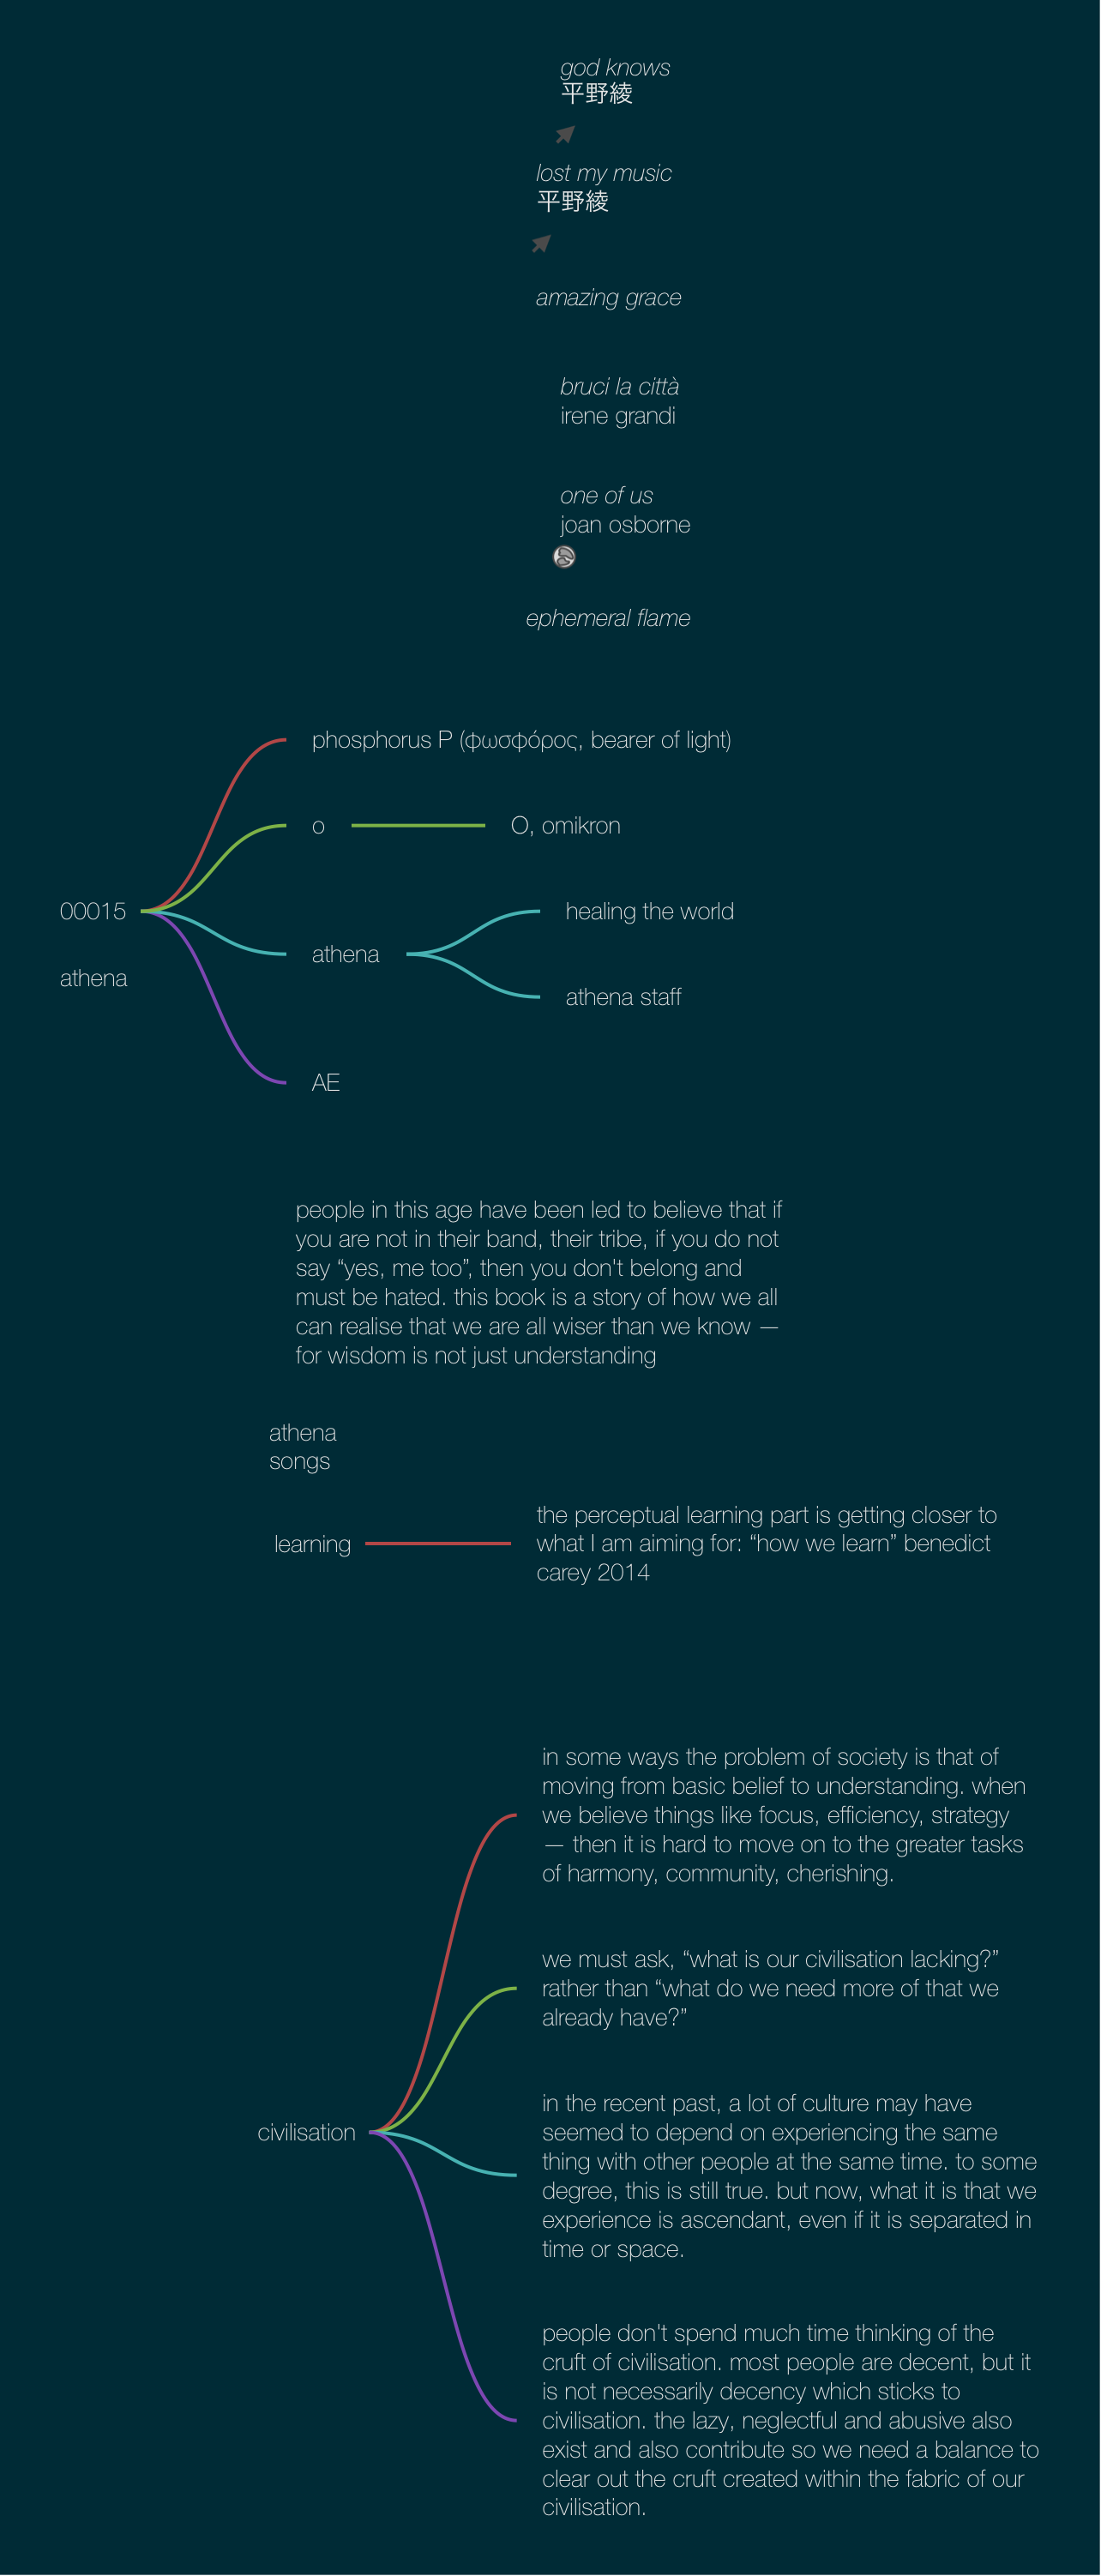 god knows
平野綾
lost my music
平野綾
amazing grace
bruci la città
irene grandi
one of us
joan osborne
ephemeral flame
phosphorus P (φωσφόρος, bearer of light)
o
O, omikron
00015
athena
athena
healing the world
athena staff
AE
people in this age have been led to believe that if
you are not in their band, their tribe, if you do not
say “yes, me too”, then you don't belong and
must be hated. this book is a story of how we all
can realise that we are all wiser than we know —
for wisdom is not just understanding
athena
songs
learning
the perceptual learning part is getting closer to
what I am aiming for: “how we learn” benedict
carey 2014
in some ways the problem of society is that of
moving from basic belief to understanding. when
we believe things like focus, efficiency, strategy
— then it is hard to move on to the greater tasks
of harmony, community, cherishing.
we must ask, “what is our civilisation lacking?”
rather than “what do we need more of that we
already have?”
civilisation
in the recent past, a lot of culture may have
seemed to depend on experiencing the same
thing with other people at the same time. to some
degree, this is still true. but now, what it is that we
experience is ascendant, even if it is separated in
time or space.
people don't spend much time thinking of the
cruft of civilisation. most people are decent, but it
is not necessarily decency which sticks to
civilisation. the lazy, neglectful and abusive also
exist and also contribute so we need a balance to
clear out the cruft created within the fabric of our
civilisation.